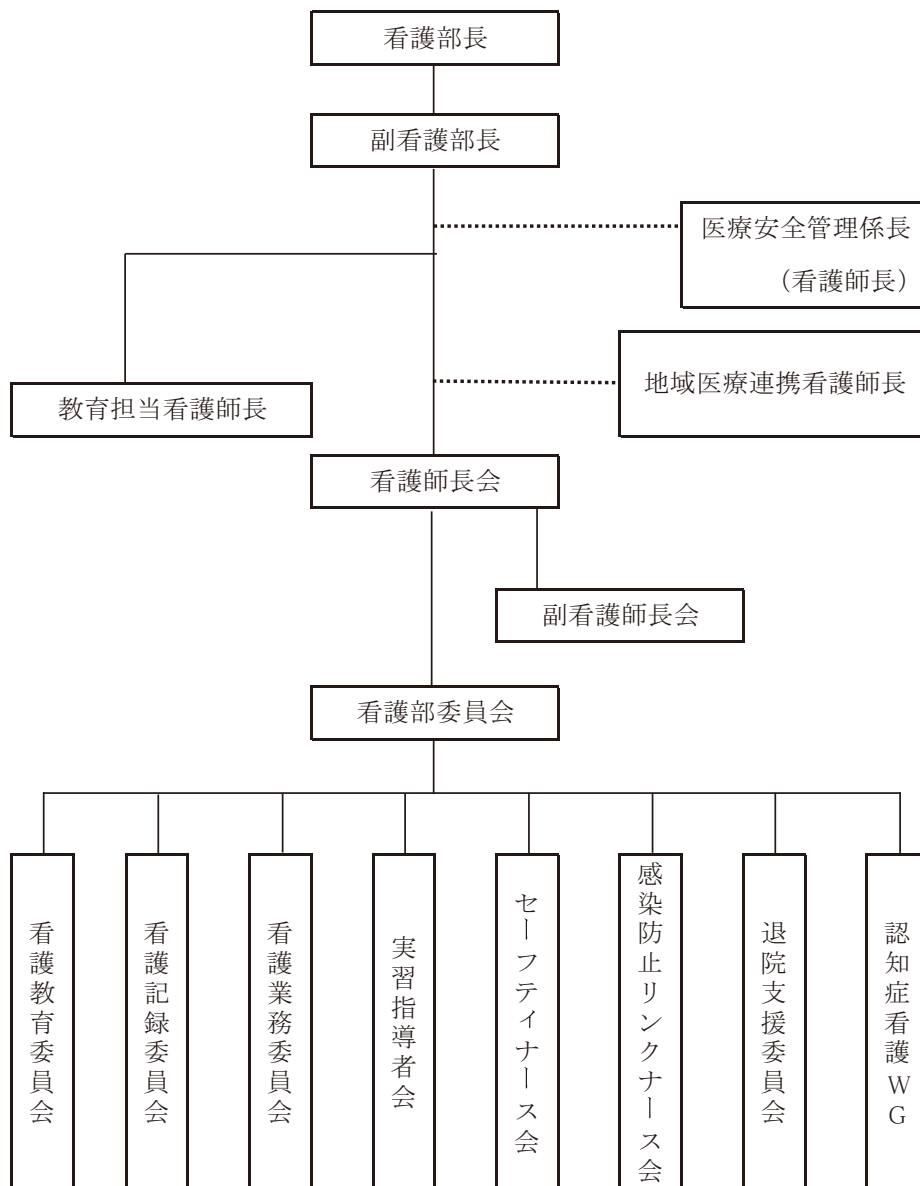 看護部長
副看護部長
医療安全管理係長
（看護師長）
地域医療連携看護師長
教育担当看護師長
看護師長会
副看護師長会
看護部委員会
看護教育委員会
看護記録委員会
看護業務委員会
実習指導者会
セーフティナース会
感染防止リンクナース会
退院支援委員会
認知症看護WG